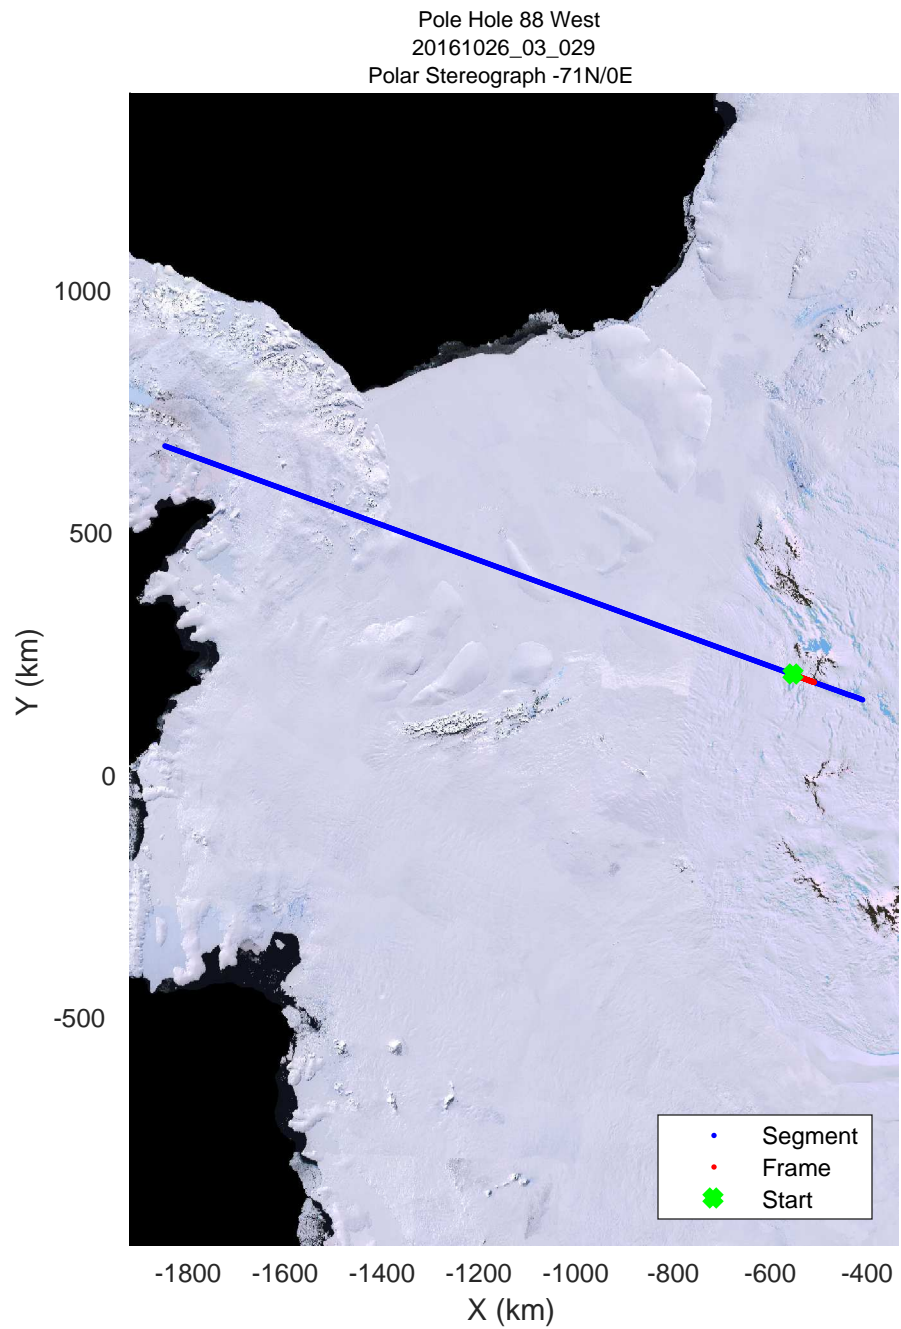 Pole Hole 88 West
20161026_03_029
Polar Stereograph -71N/0E
1000
500
0
-500
Y (km)
Segment
Frame
Start
-1800 -1600 -1400 -1200 -1000 -800 -600 -400
X (km)